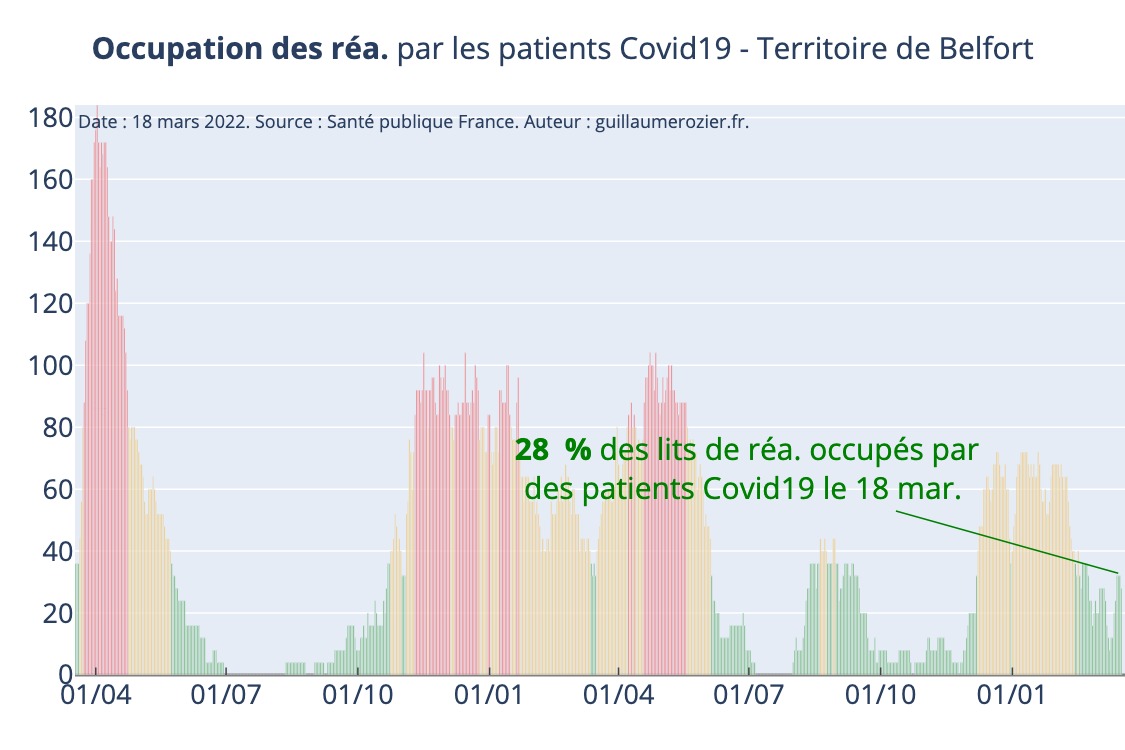 Occupation des réa. par les patients Covid19 - Territoire de Belfort
180
Date : 18 mars 2022. Source : Santé publique France. Auteur : guillaumerozier.fr.
160
140
120
100
80
28 % des lits de réa. occupés par
des patients Covid19 le 18 mar.
60
40
20
0
01/04 01/07 01/10 01/01 01/04 01/07 01/10 01/01